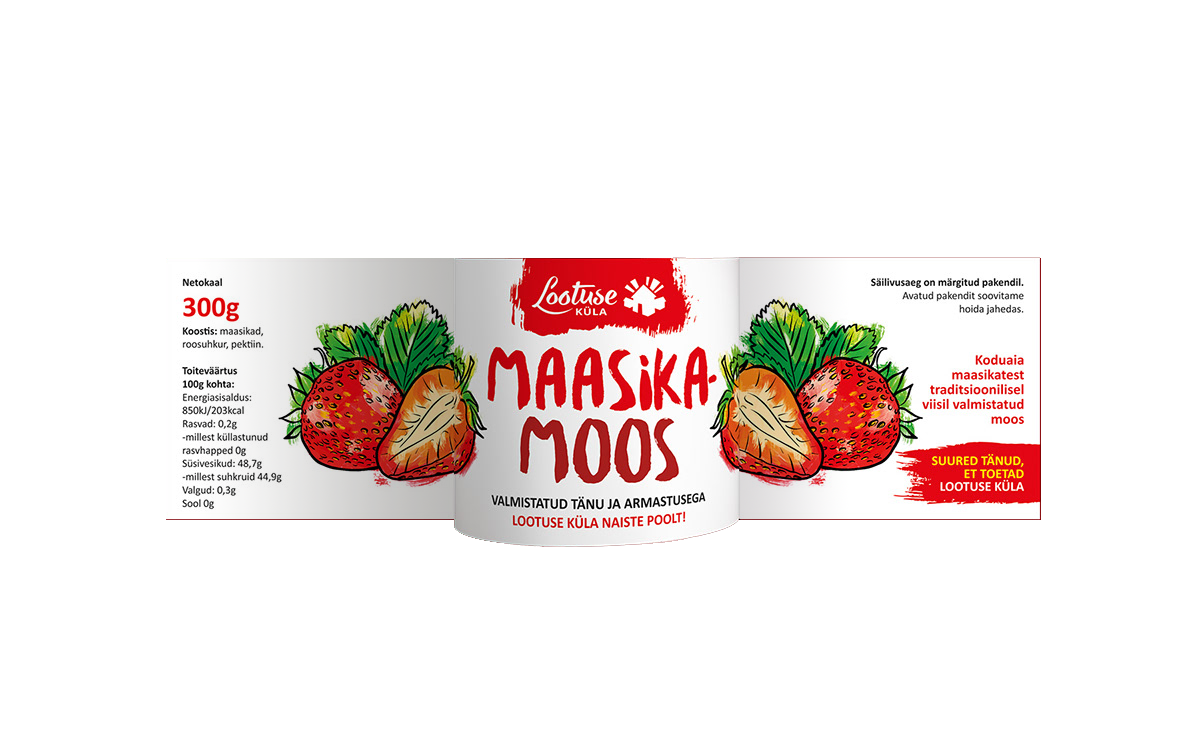 Netokaal
300g
Koostis: maasikad,
roosuhkur, pektiin.
Toiteväärtus
100g kohta:
Energiasisaldus:
850kJ/203kcal
Rasvad: 0,2g
-millest küllastunud
rasvhapped 0g
Süsivesikud: 48,7g
-millest suhkruid 44,9g
Valgud: 0,3g
Sool 0g
Lootuse
KÜLA
MAASIKA-
MOOS
VALMISTATUD TÄNU JA ARMASTUSEGA
LOOTUSE KÜLA NAISTE POOLT!
Säilivusaeg on märgitud pakendil.
Avatud pakendit soovitame
hoida jahedas.
Koduaia
maasikatest
traditsioonilisel
viisil valmistatud
moos
SUURED TÄNUD,
ET TOETAD
LOOTUSE KÜLA